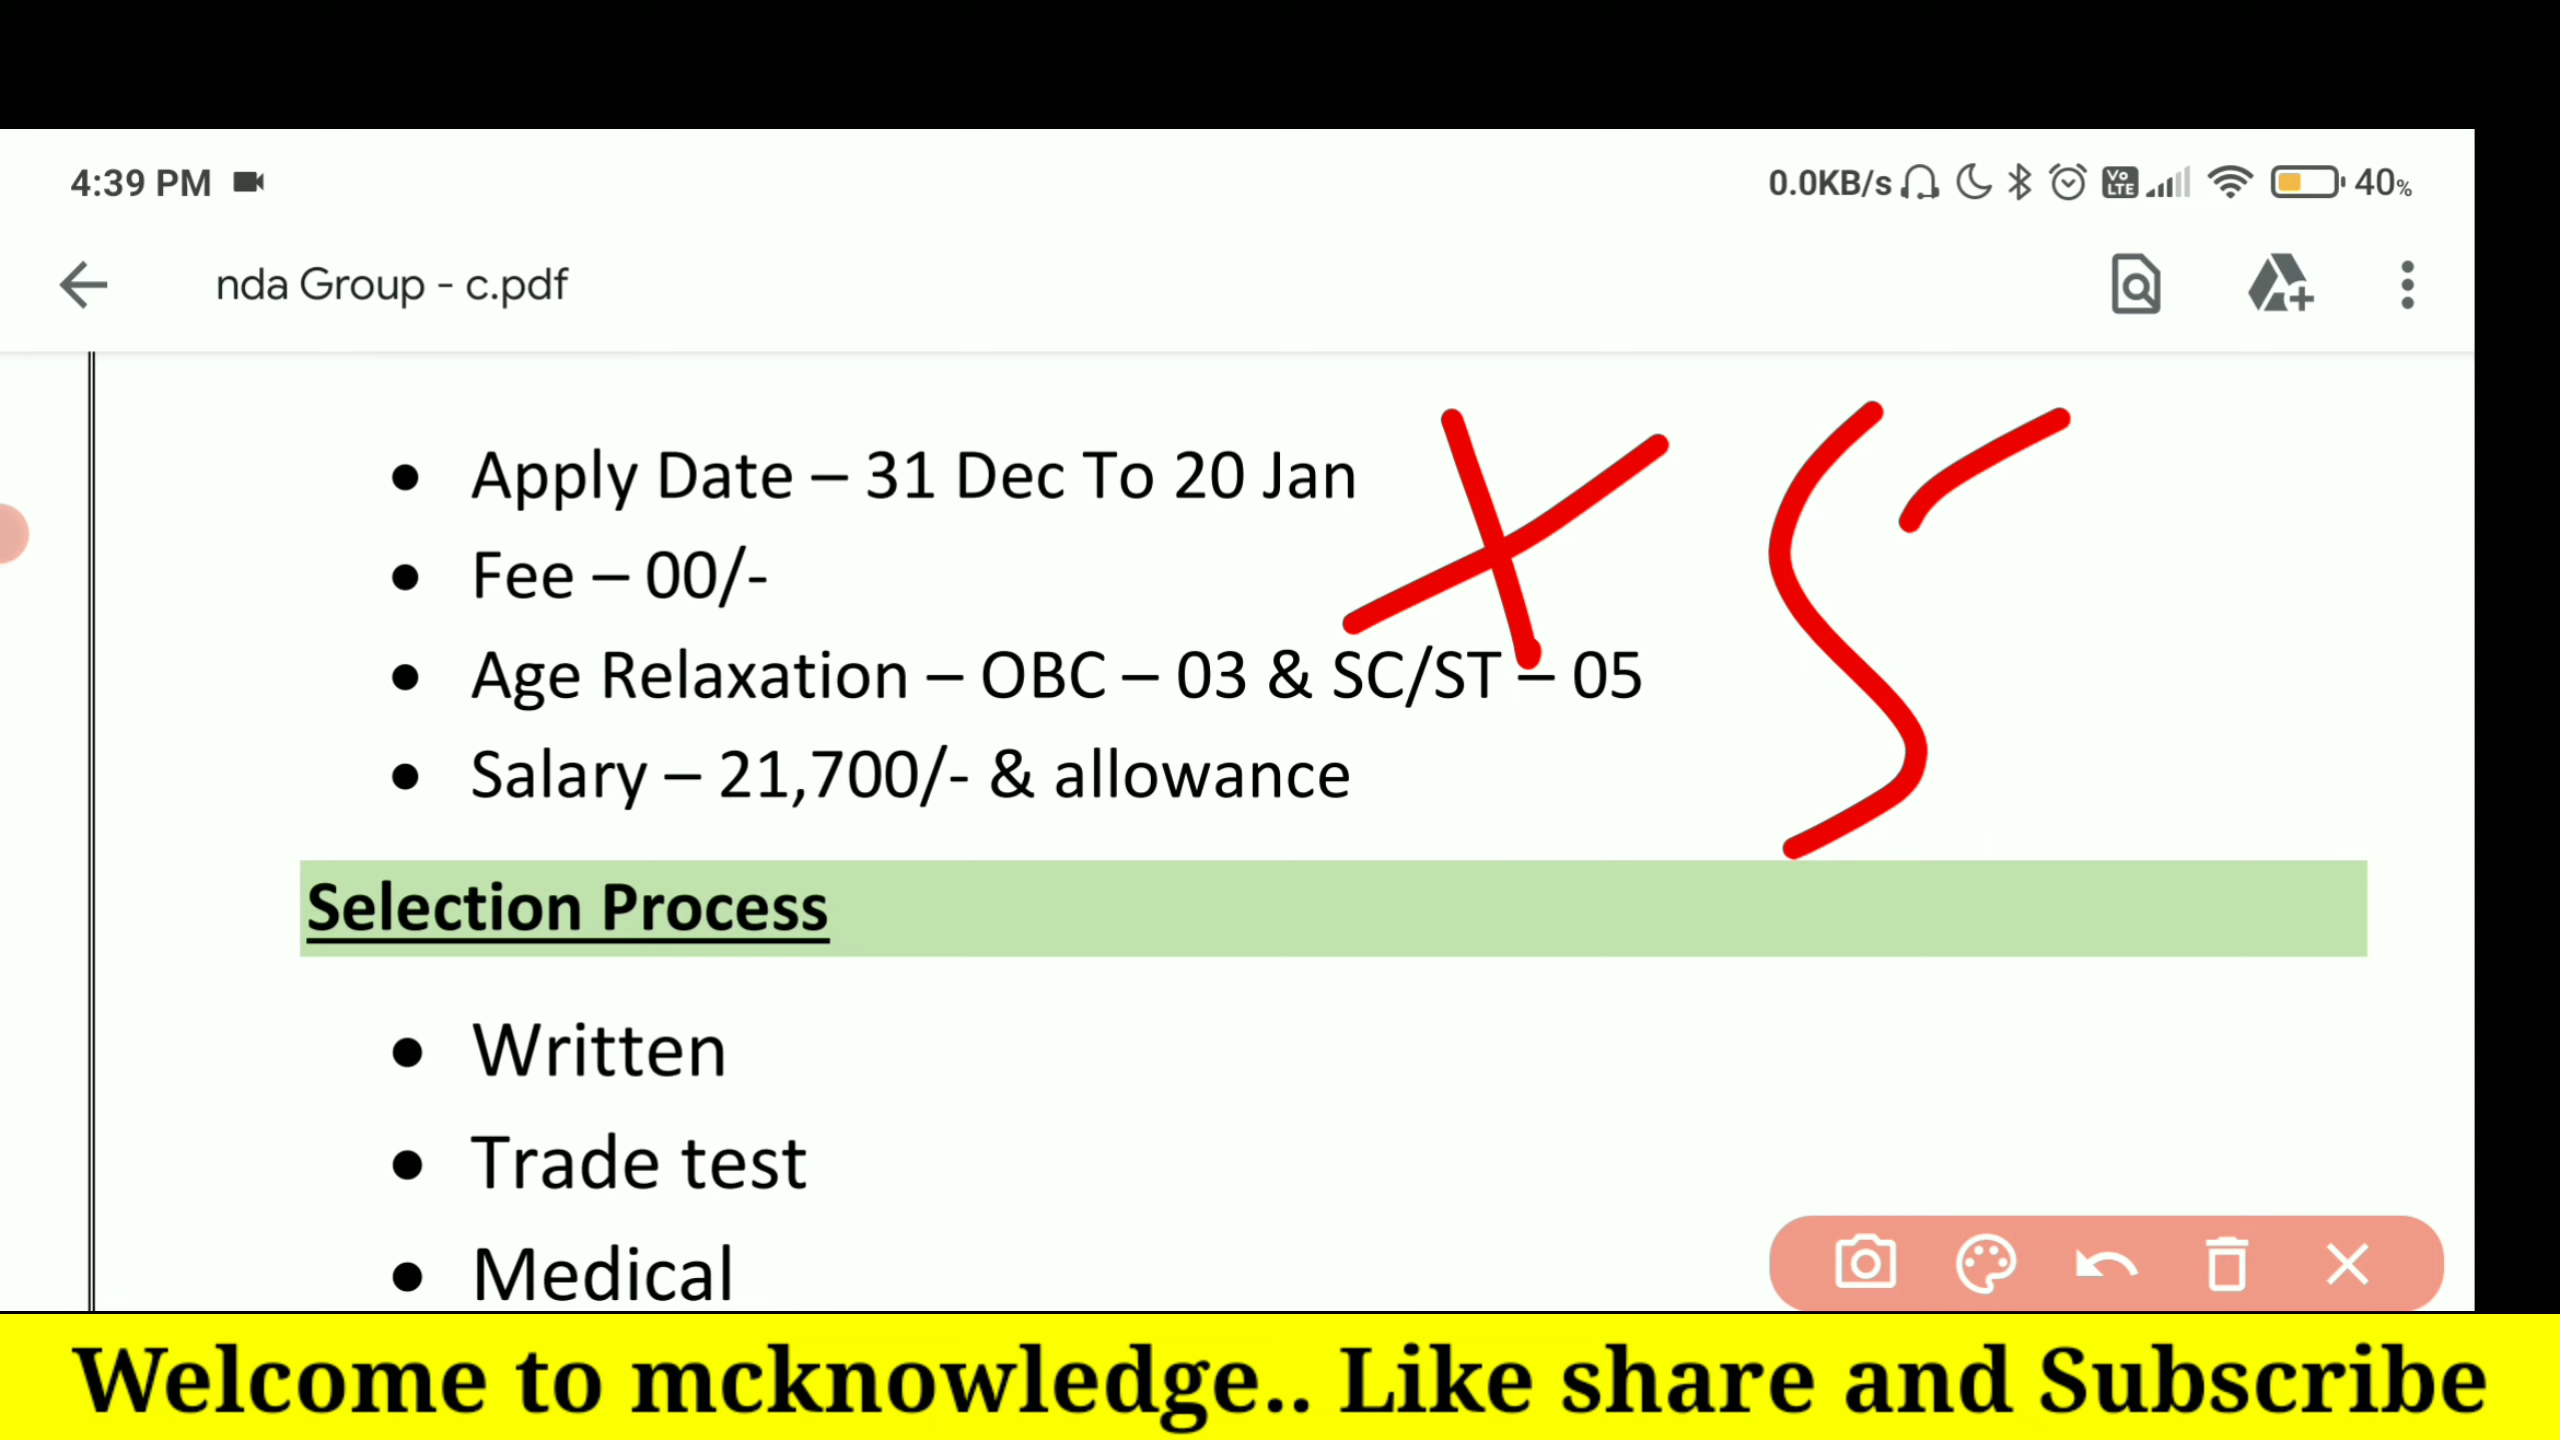 4:39 PM 0.0KB/s Vo LTE 40%
nda Group - c.pdf
• Apply Date – 31 Dec To 20 Jan
• Fee – 00/-
• Age Relaxation – OBC – 03 & SC/ST – 05
• Salary – 21,700/- & allowance
Selection Process
• Written
• Trade test
• Medical
Welcome to mcknowledge.. Like share and Subscribe